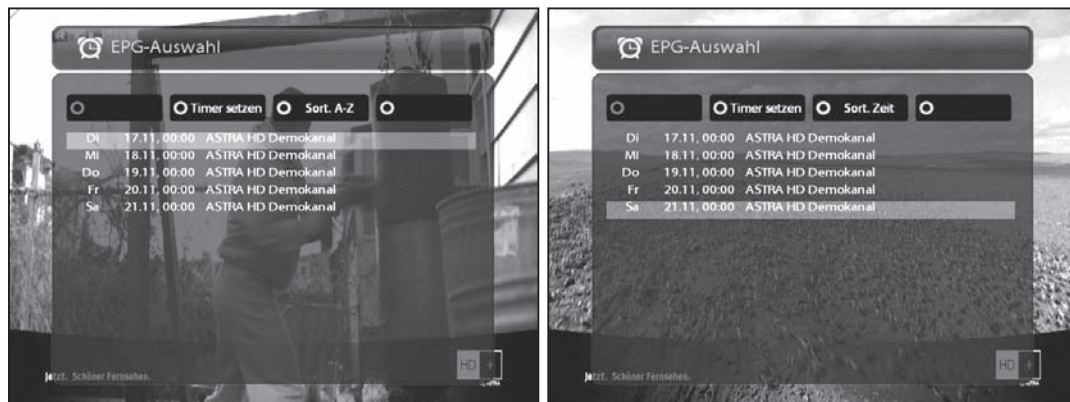 EPG-Auswahl
Timer setzen Sort. A-Z
Di 17.11, 00:00 ASTRA HD Demokanal
Mi 18.11, 00:00 ASTRA HD Demokanal
Do 19.11, 00:00 ASTRA HD Demokanal
Fr 20.11, 00:00 ASTRA HD Demokanal
Sa 21.11, 00:00 ASTRA HD Demokanal
Jetzt. Schöner Fernsehen.
HD +
EPG-Auswahl
Timer setzen Sort. Zeit
Di 17.11, 00:00 ASTRA HD Demokanal
Mi 18.11, 00:00 ASTRA HD Demokanal
Do 19.11, 00:00 ASTRA HD Demokanal
Fr 20.11, 00:00 ASTRA HD Demokanal
Sa 21.11, 00:00 ASTRA HD Demokanal
Jetzt. Schöner Fernsehen.
HD +